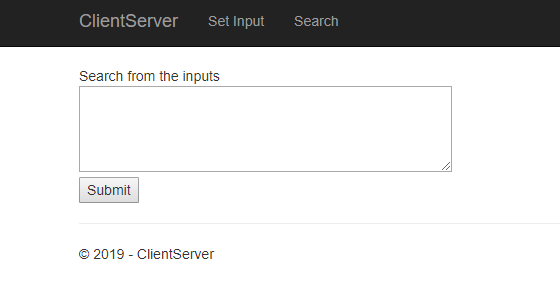 ClientServer Set Input Search
Search from the inputs
Submit
© 2019 - ClientServer